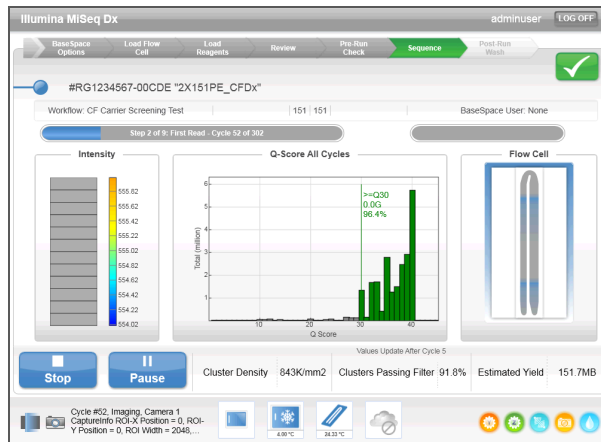 Illumina MiSeq Dx
adminuser
LOG OFF
BaseSpace
Options
Load Flow
Cell
Load
Reagents
Review
Pre-Run
Check
Sequence
Post-Run
Wash
#RG1234567-00CDE "2X151PE_CFDx"
Workflow: CF Carrier Screening Test
151 151
BaseSpace User: None
Step 2 of 9: First Read - Cycle 52 of 302
Intensity
555.62
555.62
555.42
555.22
555.02
554.82
554.62
554.42
554.22
554.02
Q-Score All Cycles
Total (million)
6
5
4
3
2
1
>=Q30
0.0G
96.4%
10 20 30 40
Q Score
Flow Cell
Values Update After Cycle 5
Stop
Pause
Cluster Density 843K/mm2
Clusters Passing Filter 91.8%
Estimated Yield 151.7MB
Cycle #52, Imaging, Camera 1
CaptureInfo ROI-X Position = 0, ROI-
Y Position = 0, ROI Width = 2048,...
4.00 °C
24.33 °C